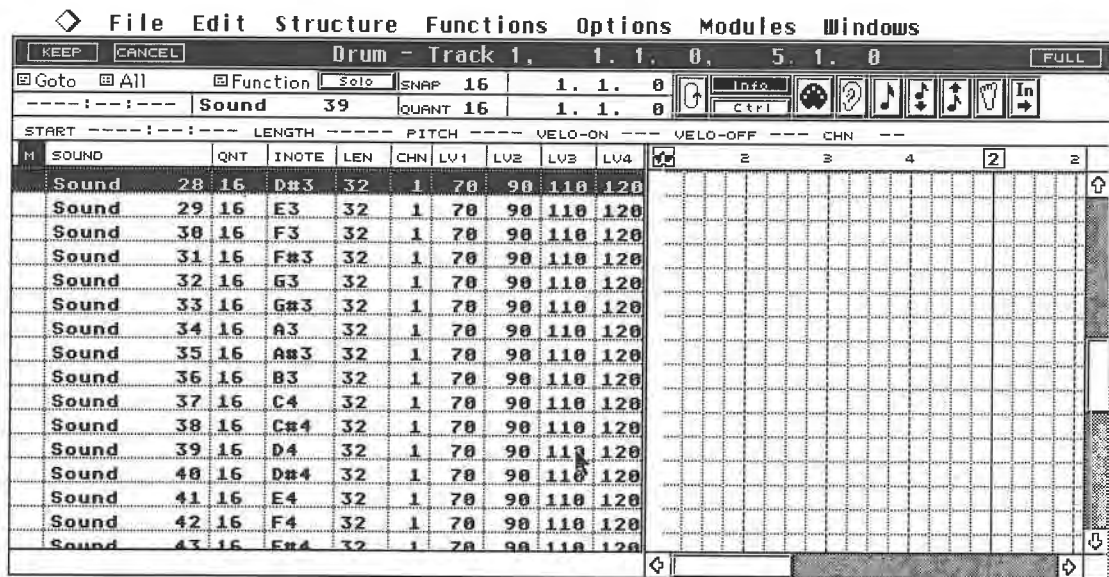 File Edit Structure Functions Options Modules Windows
KEEP CANCEL Drum - Track 1, 1. 1. 0, 5. 1. 0 FULL
Goto All Function Solo SNAP 16 1. 1. 0 Info In
----:--:--- Sound 39 QUANT 16 1. 1. 0 Ctrl
START ----:--:--- LENGTH ----- PITCH ---- VELO-ON --- VELO-OFF --- CHN --
M SOUND QNT INOTE LEN CHN LV1 LV2 LV3 LV4 2 3 4 2 2
Sound 28 16 D#3 32 1 70 90 110 120
Sound 29 16 E3 32 1 70 90 110 120
Sound 30 16 F3 32 1 70 90 110 120
Sound 31 16 F#3 32 1 70 90 110 120
Sound 32 16 G3 32 1 70 90 110 120
Sound 33 16 G#3 32 1 70 90 110 120
Sound 34 16 A3 32 1 70 90 110 120
Sound 35 16 A#3 32 1 70 90 110 120
Sound 36 16 B3 32 1 70 90 110 120
Sound 37 16 C4 32 1 70 90 110 120
Sound 38 16 C#4 32 1 70 90 110 120
Sound 39 16 D4 32 1 70 90 110 120
Sound 40 16 D#4 32 1 70 90 110 120
Sound 41 16 E4 32 1 70 90 110 120
Sound 42 16 F4 32 1 70 90 110 120
Sound 43 16 F#4 32 1 70 90 110 120